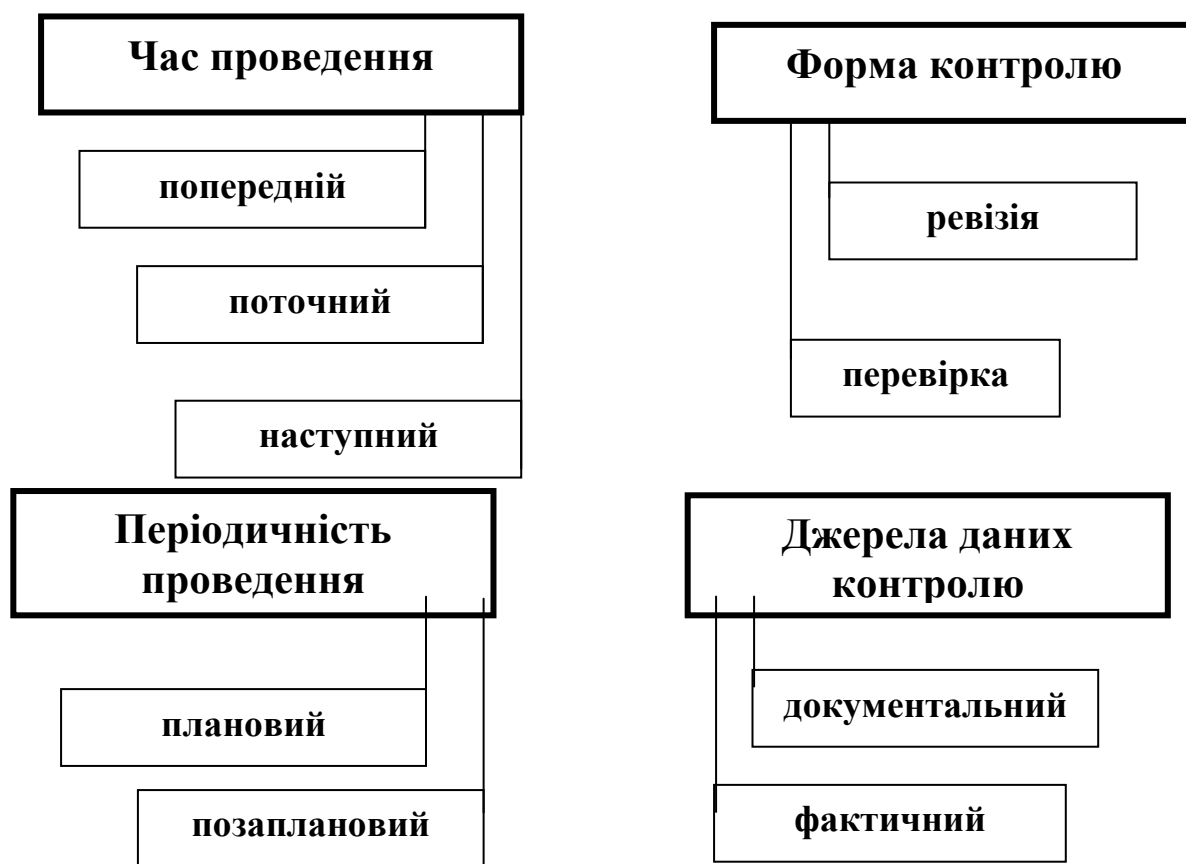 Час проведення
попередній
поточний
наступний
Форма контролю
ревізія
перевірка
Періодичність
проведення
плановий
позаплановий
Джерела даних
контролю
документальний
фактичний